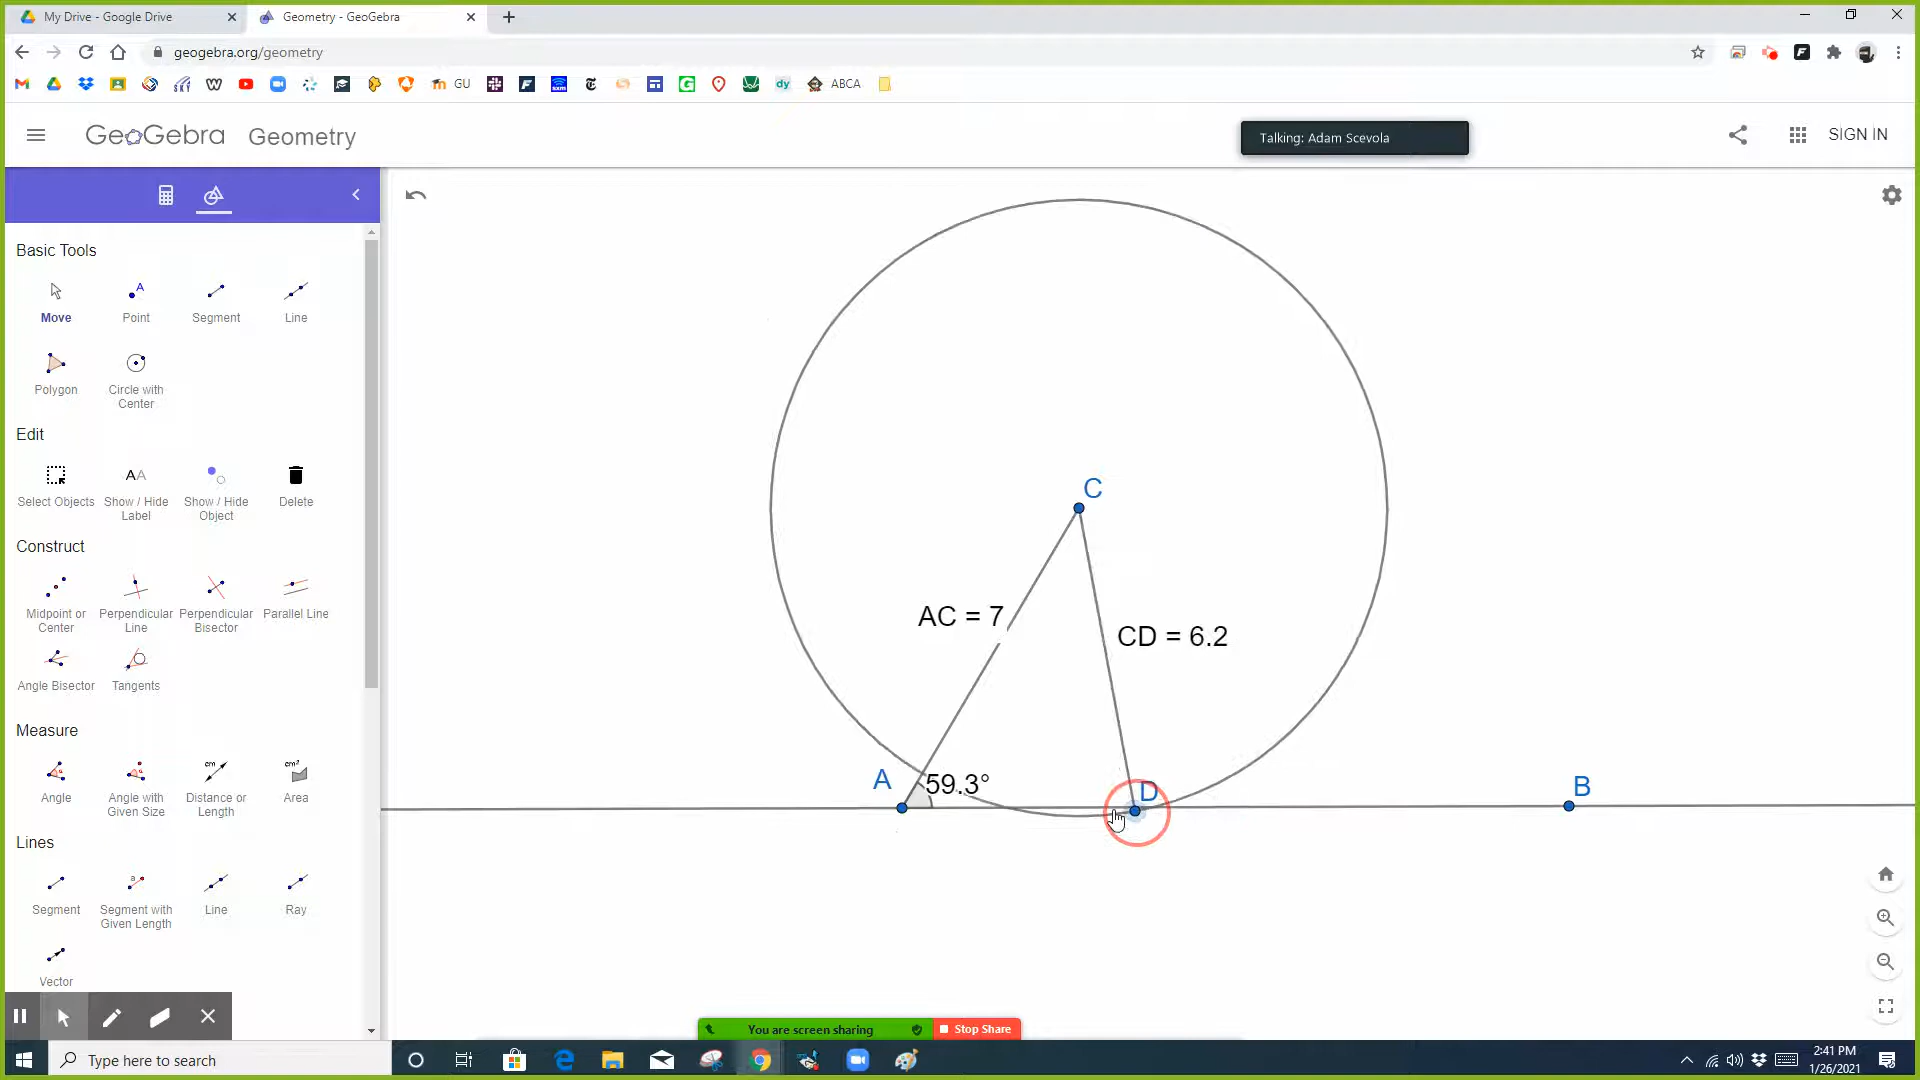 My Drive - Google Drive
Geometry - GeoGebra
geogebra.org/geometry
GU
dy
ABCA
GeoGebra Geometry
Talking: Adam Scevola
SIGN IN
Basic Tools
Move
Point
Segment
Line
Polygon
Circle with
Center
Edit
Select Objects
Show / Hide
Label
Show / Hide
Object
Delete
Construct
Midpoint or
Center
Perpendicular
Line
Perpendicular
Bisector
Parallel Line
Angle Bisector
Tangents
Measure
Angle
Angle with
Given Size
Distance or
Length
Area
Lines
Segment
Segment with
Given Length
Line
Ray
Vector
C
AC = 7
CD = 6.2
A
59.3°
D
B
You are screen sharing
Stop Share
Type here to search
2:41 PM
1/26/2021